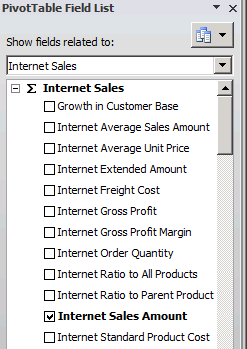 PivotTable Field List
Show fields related to:
Internet Sales
Σ Internet Sales
Growth in Customer Base
Internet Average Sales Amount
Internet Average Unit Price
Internet Extended Amount
Internet Freight Cost
Internet Gross Profit
Internet Gross Profit Margin
Internet Order Quantity
Internet Ratio to All Products
Internet Ratio to Parent Product
Internet Sales Amount
Internet Standard Product Cost